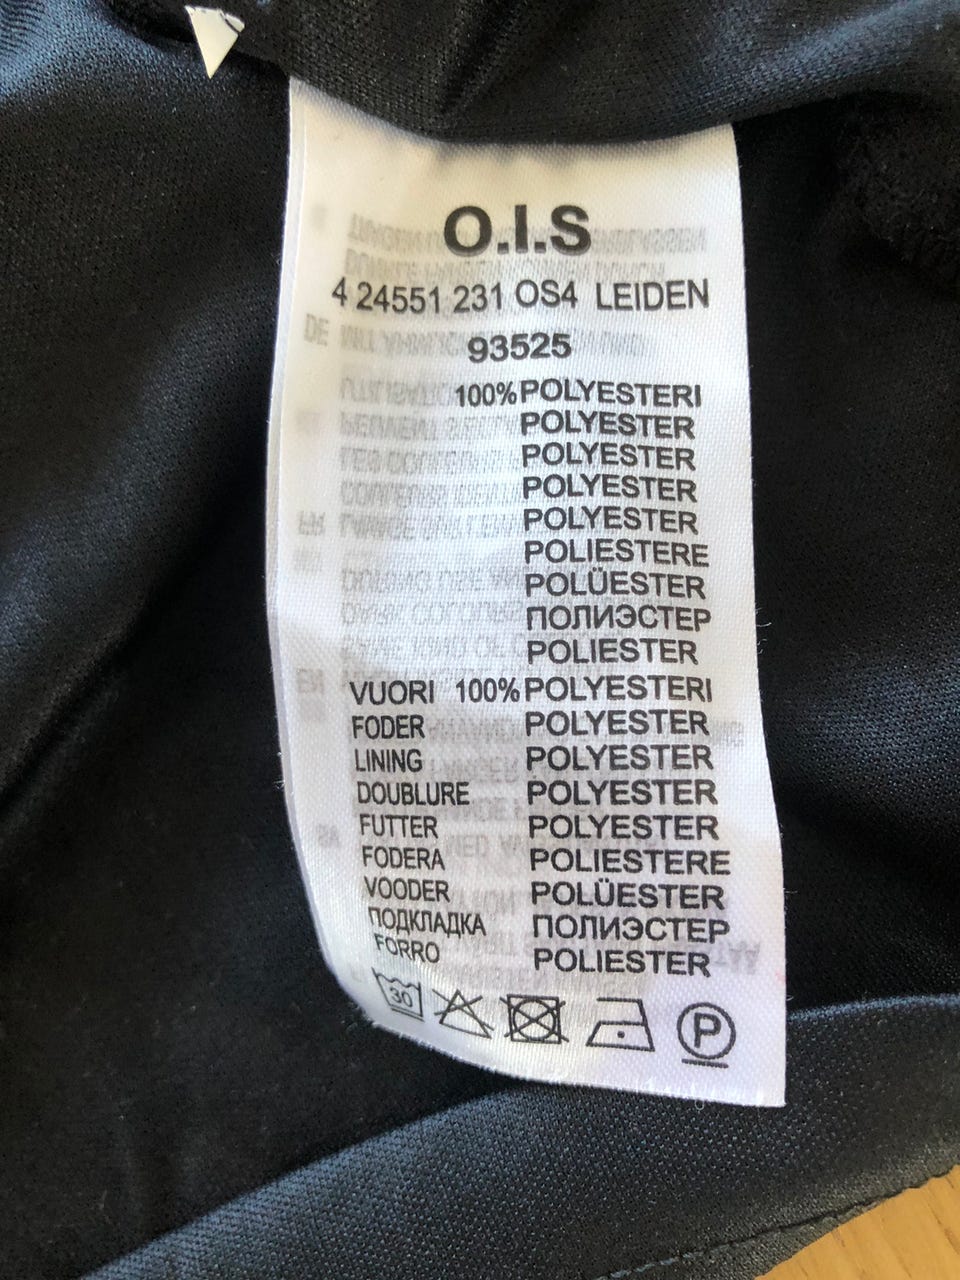 O.I.S
4 24551 231 OS4 LEIDEN
93525
100% POLYESTERI
POLYESTER
POLYESTER
POLYESTER
POLYESTER
POLIESTERE
POLÜESTER
ПОЛИЭСТЕР
POLIESTER
VUORI 100% POLYESTERI
FODER POLYESTER
LINING POLYESTER
DOUBLURE POLYESTER
FUTTER POLYESTER
FODERA POLIESTERE
VOODER POLÜESTER
ПОДКЛАДКА ПОЛИЭСТЕР
FORRO POLIESTER
30 P